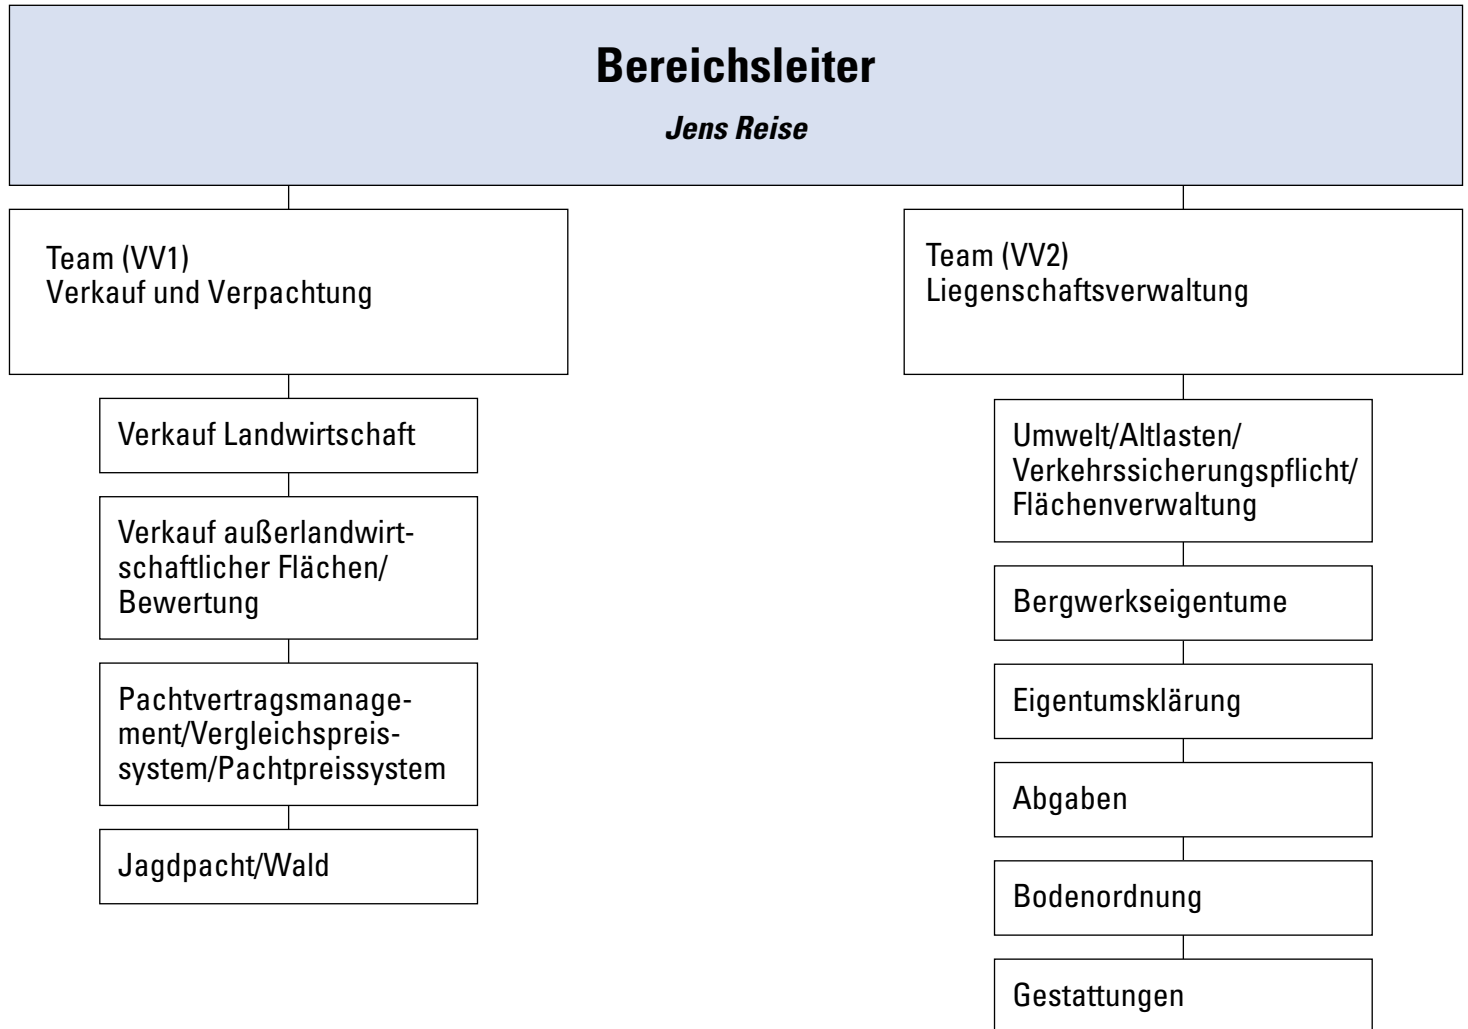 Bereichsleiter
Jens Reise
Team (VV1)
Verkauf und Verpachtung
Verkauf Landwirtschaft
Verkauf außerlandwirt-
schaftlicher Flächen/
Bewertung
Pachtvertragsmanage-
ment/Vergleichspreis-
system/Pachtpreissystem
Jagdpacht/Wald
Team (VV2)
Liegenschaftsverwaltung
Umwelt/Altlasten/
Verkehrssicherungspflicht/
Flächenverwaltung
Bergwerkseigentume
Eigentumsklärung
Abgaben
Bodenordnung
Gestattungen